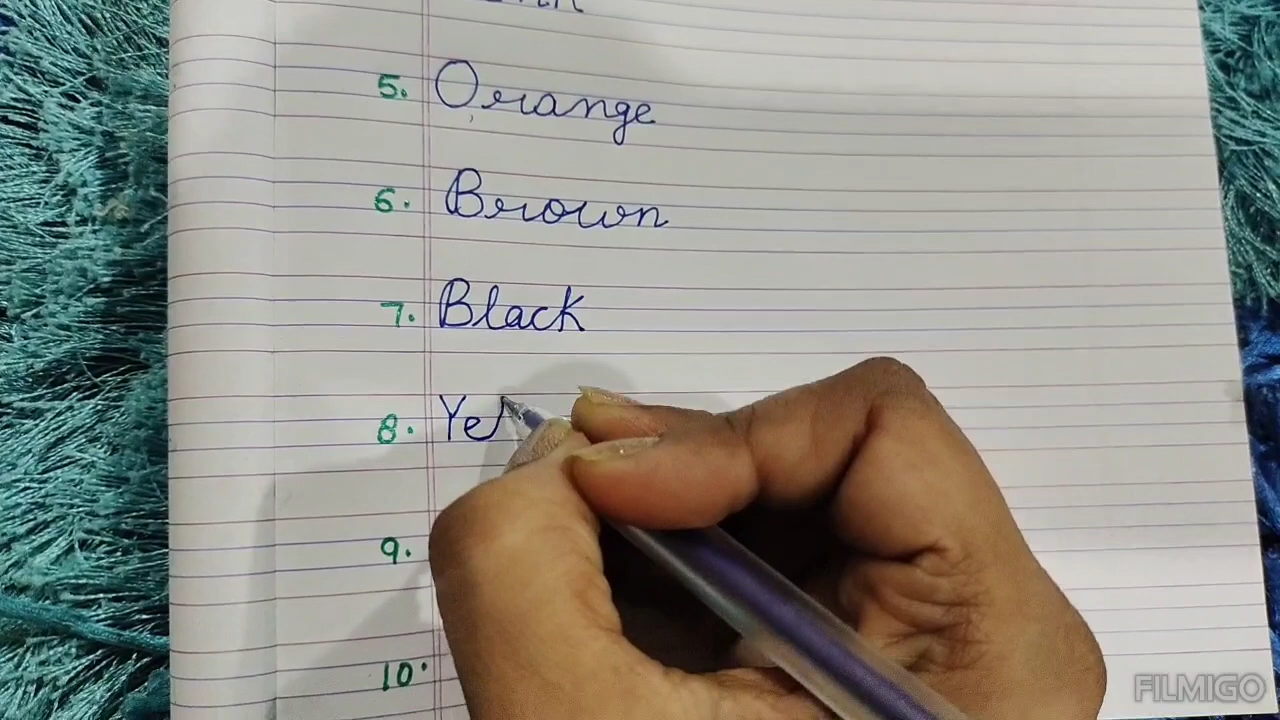 5. Orange
6. Brown
7. Black
8. Ye
9.
10.
FILMIGO